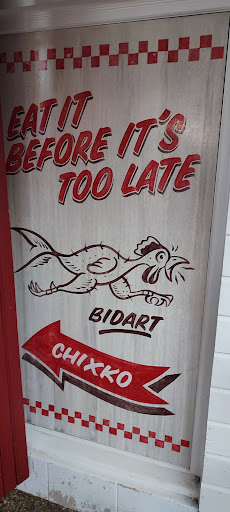 EAT IT
BEFORE IT'S
TOO LATE
BIDART
CHIXKO